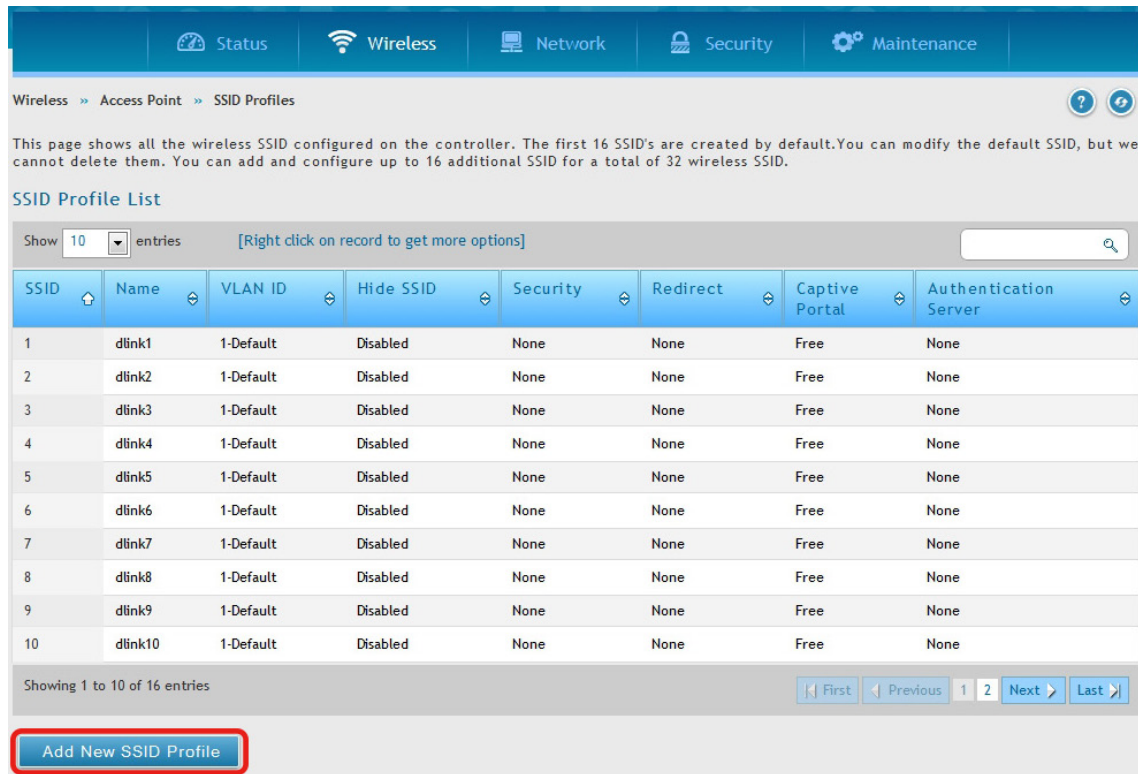 Status Wireless Network Security Maintenance
Wireless » Access Point » SSID Profiles
This page shows all the wireless SSID configured on the controller. The first 16 SSID's are created by default.You can modify the default SSID, but we
cannot delete them. You can add and configure up to 16 additional SSID for a total of 32 wireless SSID.
SSID Profile List
Show 10 entries [Right click on record to get more options]
SSID Name VLAN ID Hide SSID Security Redirect Captive Portal Authentication Server
1 dlink1 1-Default Disabled None None Free None
2 dlink2 1-Default Disabled None None Free None
3 dlink3 1-Default Disabled None None Free None
4 dlink4 1-Default Disabled None None Free None
5 dlink5 1-Default Disabled None None Free None
6 dlink6 1-Default Disabled None None Free None
7 dlink7 1-Default Disabled None None Free None
8 dlink8 1-Default Disabled None None Free None
9 dlink9 1-Default Disabled None None Free None
10 dlink10 1-Default Disabled None None Free None
Showing 1 to 10 of 16 entries First Previous 1 2 Next Last
Add New SSID Profile